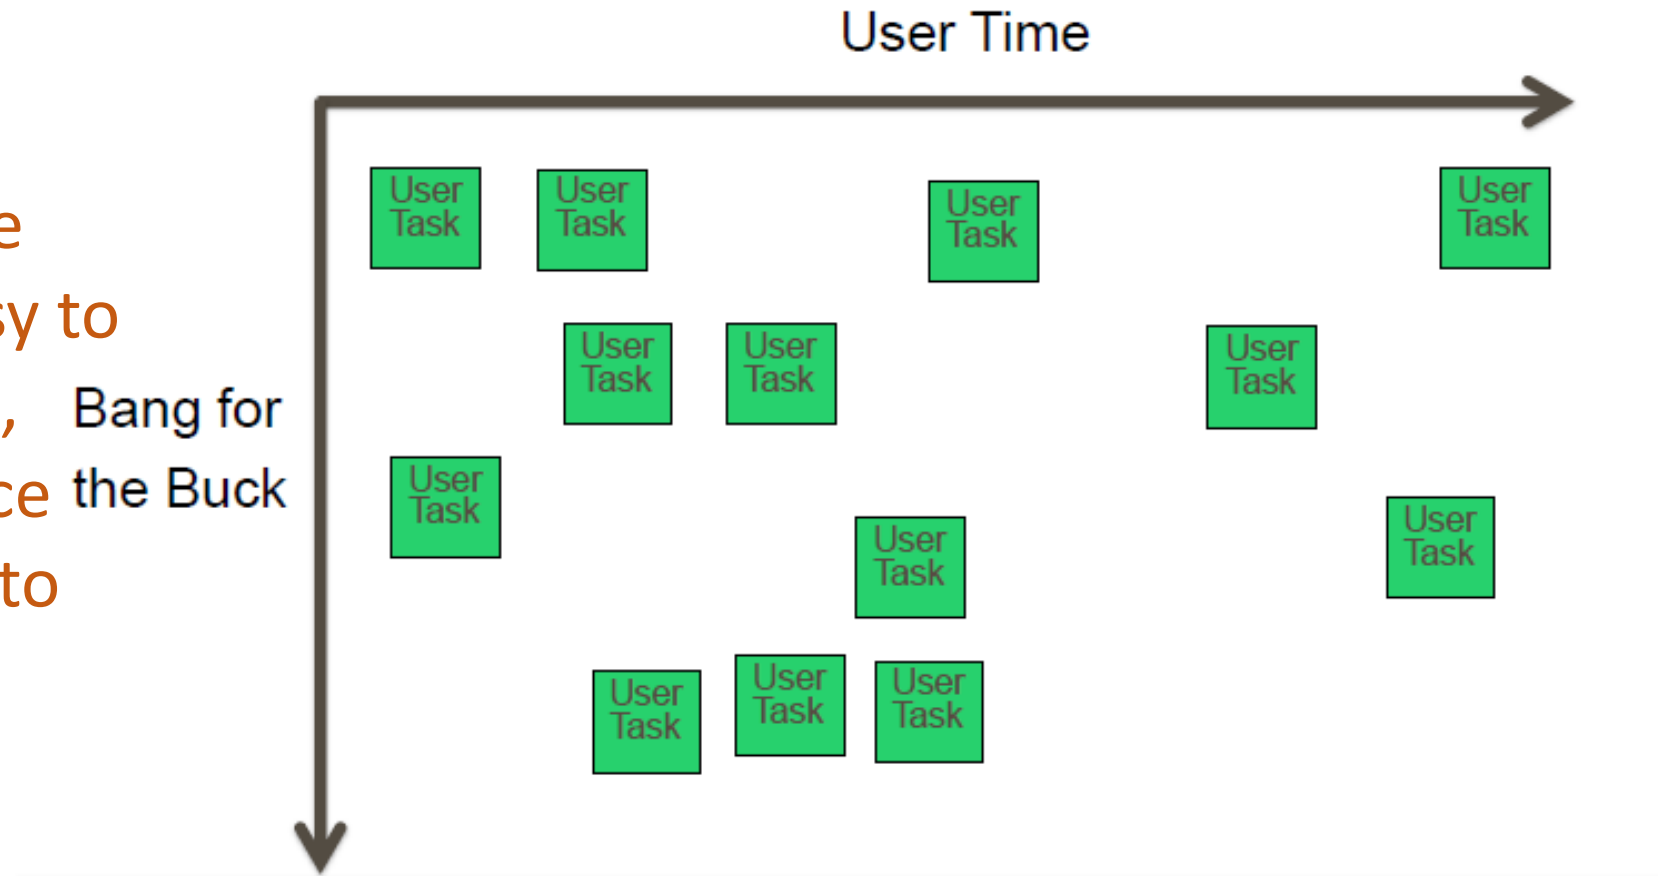 User Time
e
sy to
,
ce
to
Bang for
the Buck
User
Task
User
Task
User
Task
User
Task
User
Task
User
Task
User
Task
User
Task
User
Task
User
Task
User
Task
User
Task
User
Task